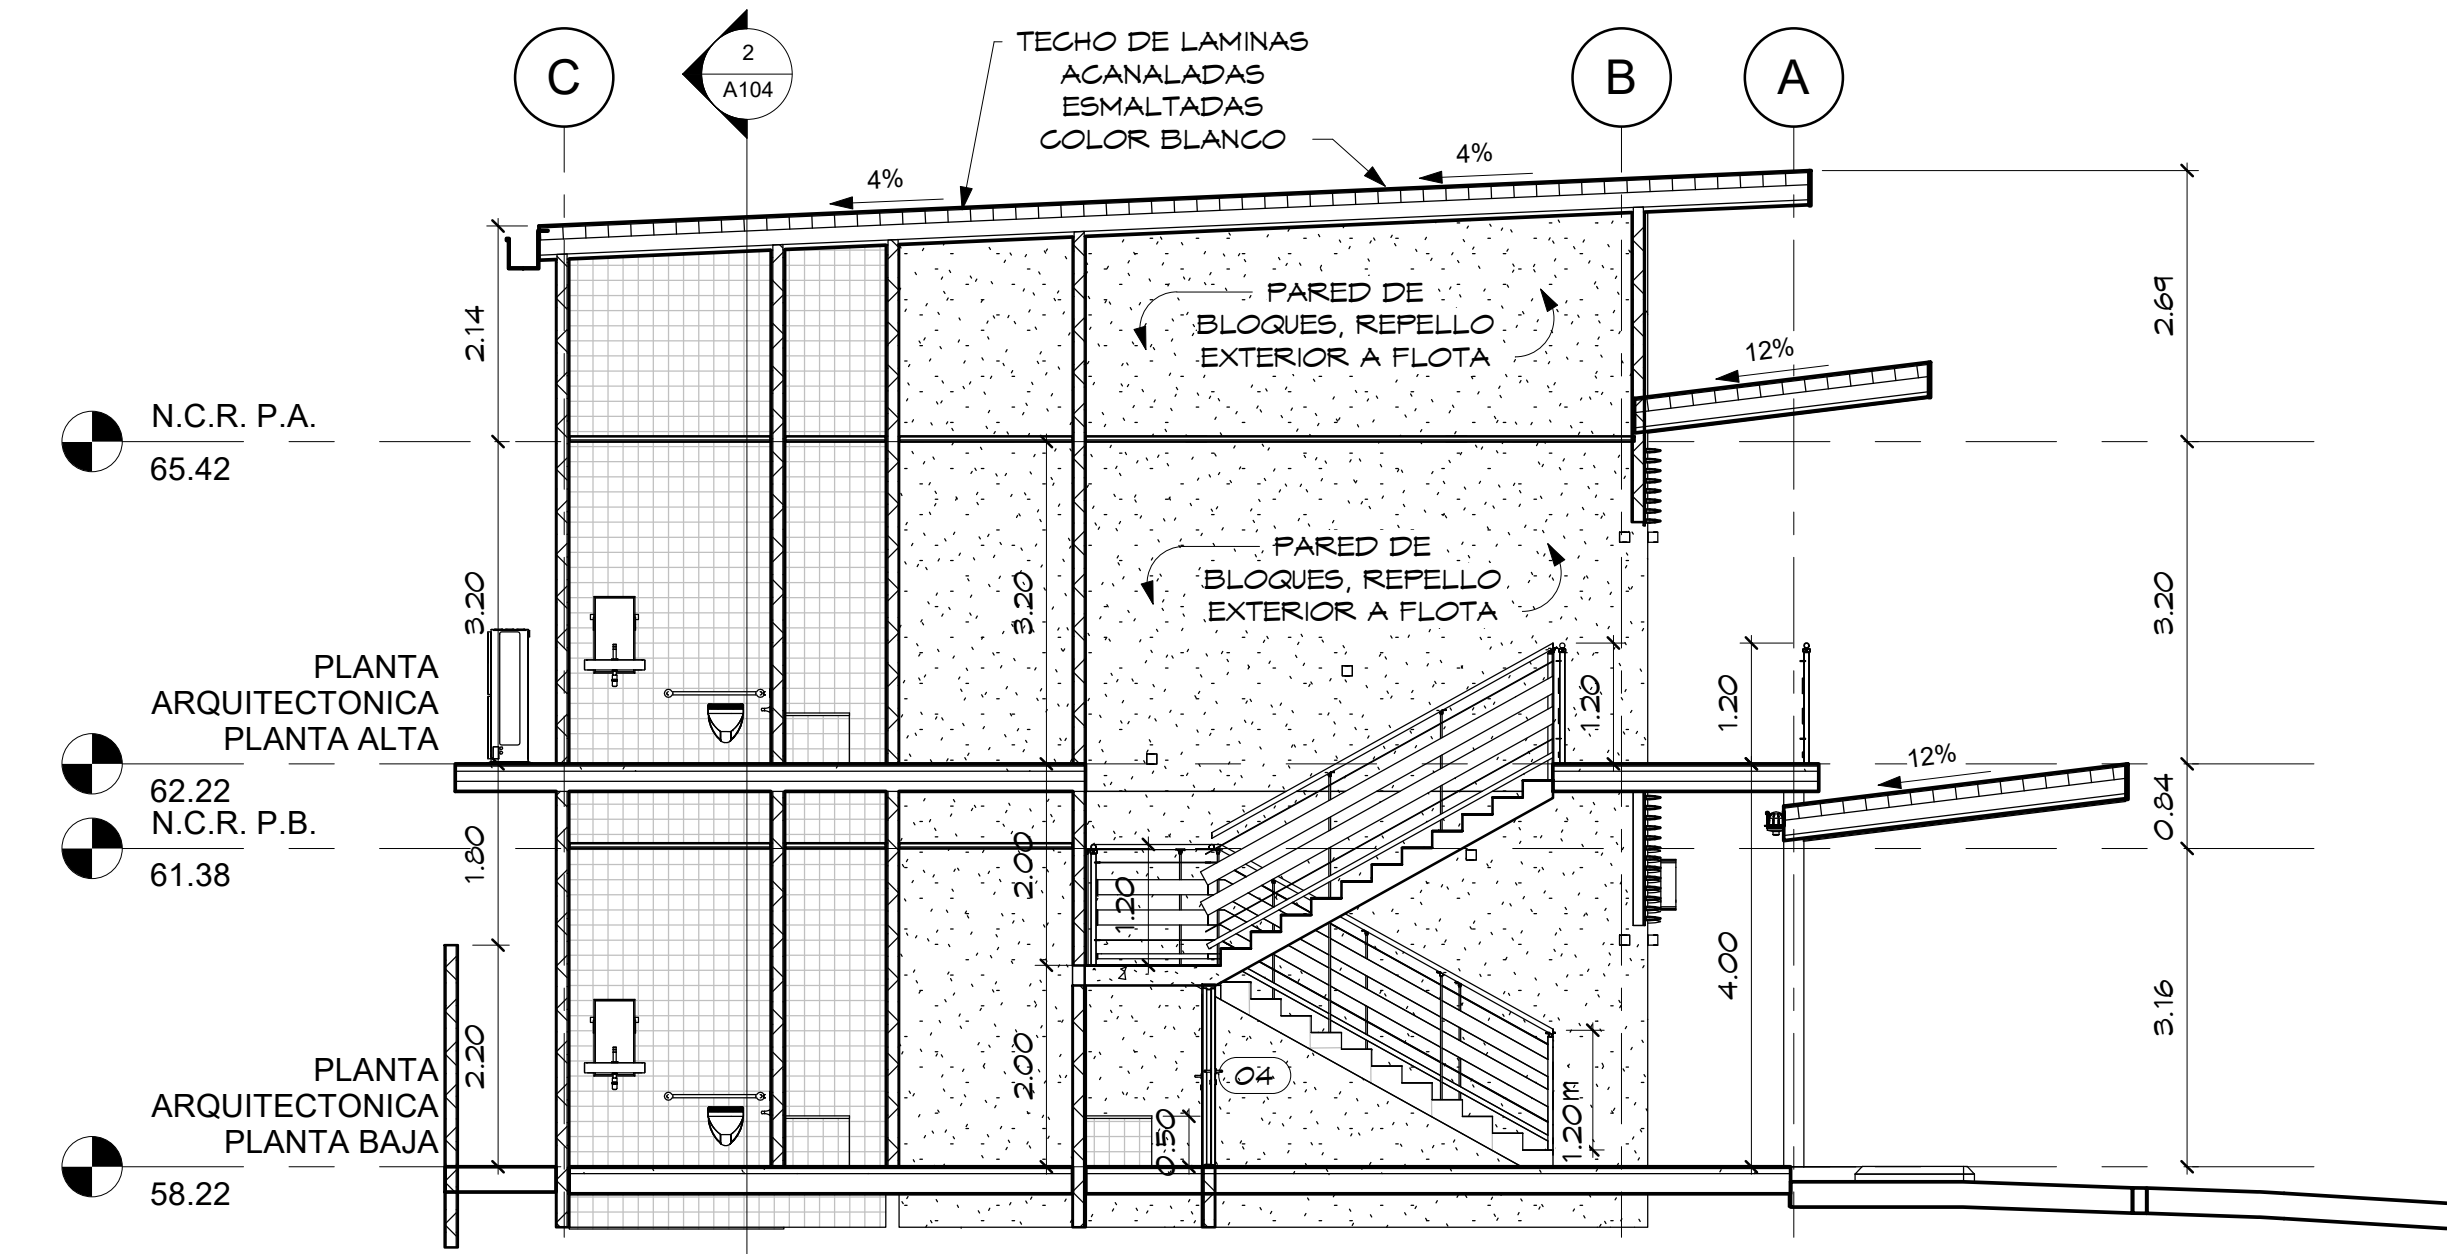 C
2
A104
TECHO DE LAMINAS
ACANALADAS
ESMALTADAS
COLOR BLANCO
B
A
4%
4%
2.14
PARED DE
BLOQUES, REPELLO
EXTERIOR A FLOTA
12%
2.69
N.C.R. P.A.
65.42
3.20
3.20
PARED DE
BLOQUES, REPELLO
EXTERIOR A FLOTA
3.20
PLANTA
ARQUITECTONICA
PLANTA ALTA
62.22
1.20
1.20
12%
0.84
N.C.R. P.B.
61.38
1.80
2.00
1.20
4.00
3.16
2.20
2.00
04
0.50
1.20m
PLANTA
ARQUITECTONICA
PLANTA BAJA
58.22